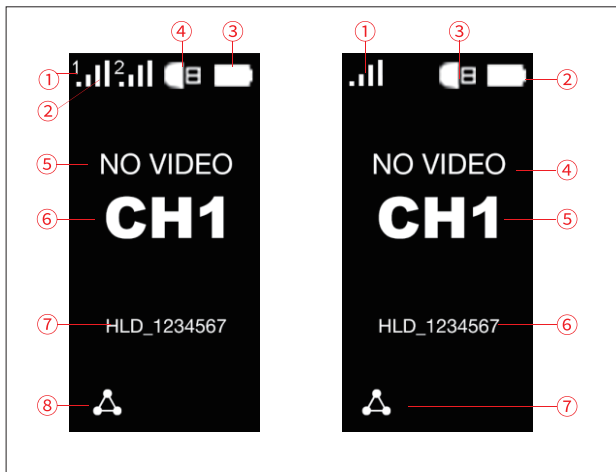 ④ ③ ① ③
1 2
① ② ②
NO VIDEO NO VIDEO
⑤ ④
CH1 CH1
⑥ ⑤
⑦ HLD_1234567 HLD_1234567 ⑥
⑧ ⑦